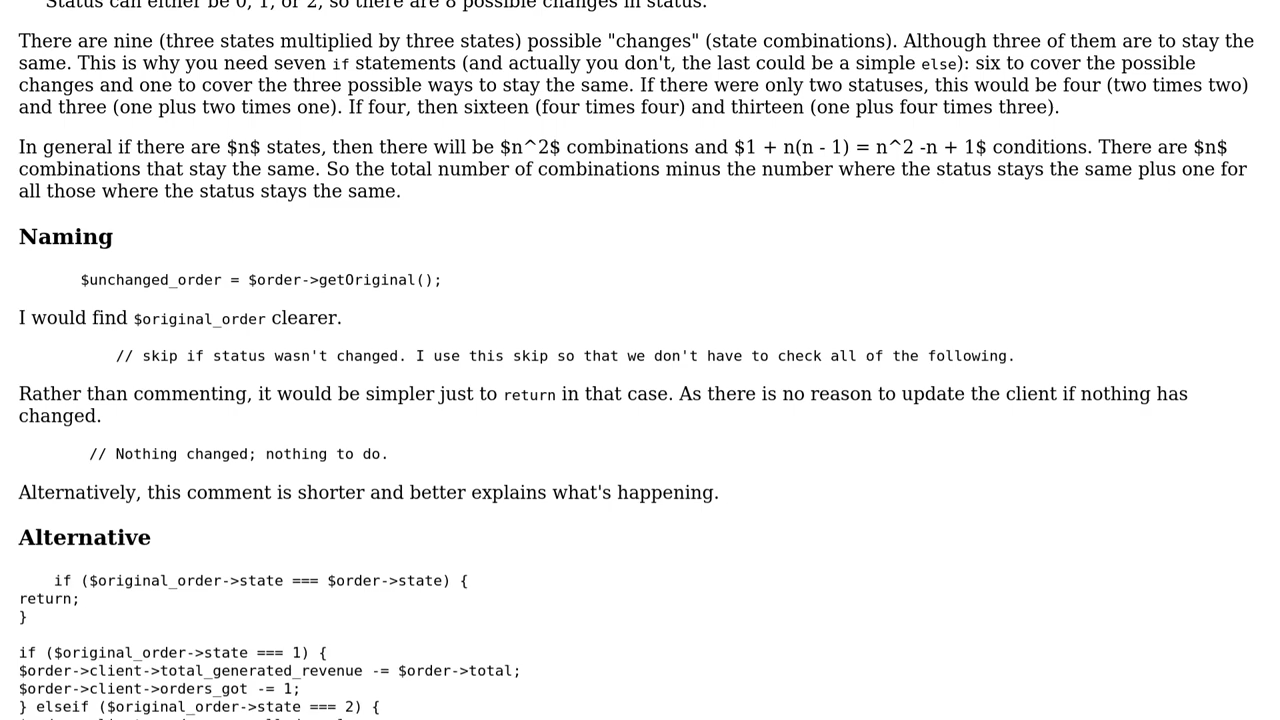 Status can either be 0, 1, or 2, so there are 8 possible changes in status.
There are nine (three states multiplied by three states) possible "changes" (state combinations). Although three of them are to stay the
same. This is why you need seven if statements (and actually you don't, the last could be a simple else): six to cover the possible
changes and one to cover the three possible ways to stay the same. If there were only two statuses, this would be four (two times two)
and three (one plus two times one). If four, then sixteen (four times four) and thirteen (one plus four times three).
In general if there are $n$ states, then there will be $n^2$ combinations and $1 + n(n - 1) = n^2 -n + 1$ conditions. There are $n$
combinations that stay the same. So the total number of combinations minus the number where the status stays the same plus one for
all those where the status stays the same.
Naming
$unchanged_order = $order->getOriginal();
I would find $original_order clearer.
// skip if status wasn't changed. I use this skip so that we don't have to check all of the following.
Rather than commenting, it would be simpler just to return in that case. As there is no reason to update the client if nothing has
changed.
// Nothing changed; nothing to do.
Alternatively, this comment is shorter and better explains what's happening.
Alternative
if ($original_order->state === $order->state) {
return;
}
if ($original_order->state === 1) {
$order->client->total_generated_revenue -= $order->total;
$order->client->orders_got -= 1;
} elseif ($original_order->state === 2) {